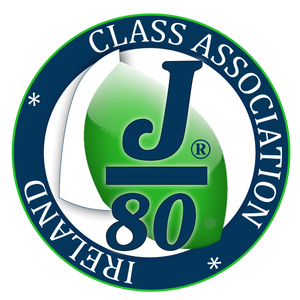 * CLASS ASSOCIATION *
J®
80
IRELAND